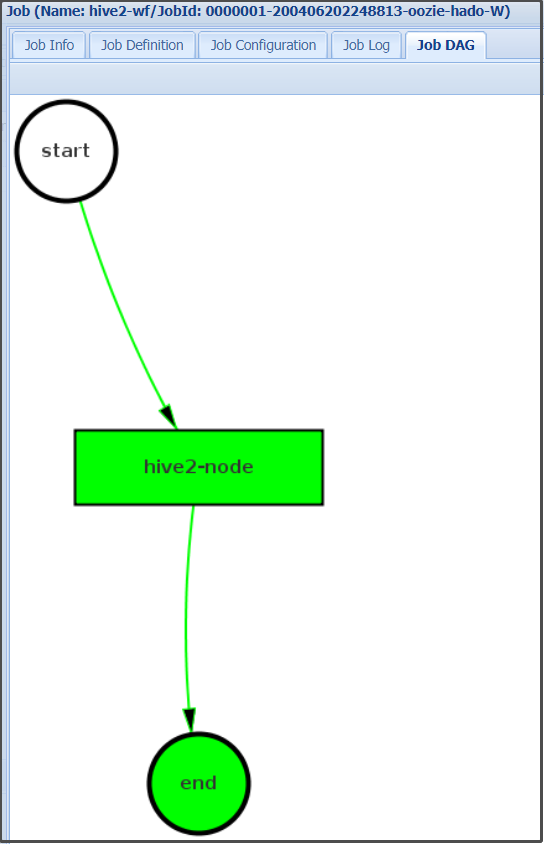 Job (Name: hive2-wf/JobId: 0000001-200406202248813-oozie-hado-W)
Job Info Job Definition Job Configuration Job Log Job DAG
start
hive2-node
end